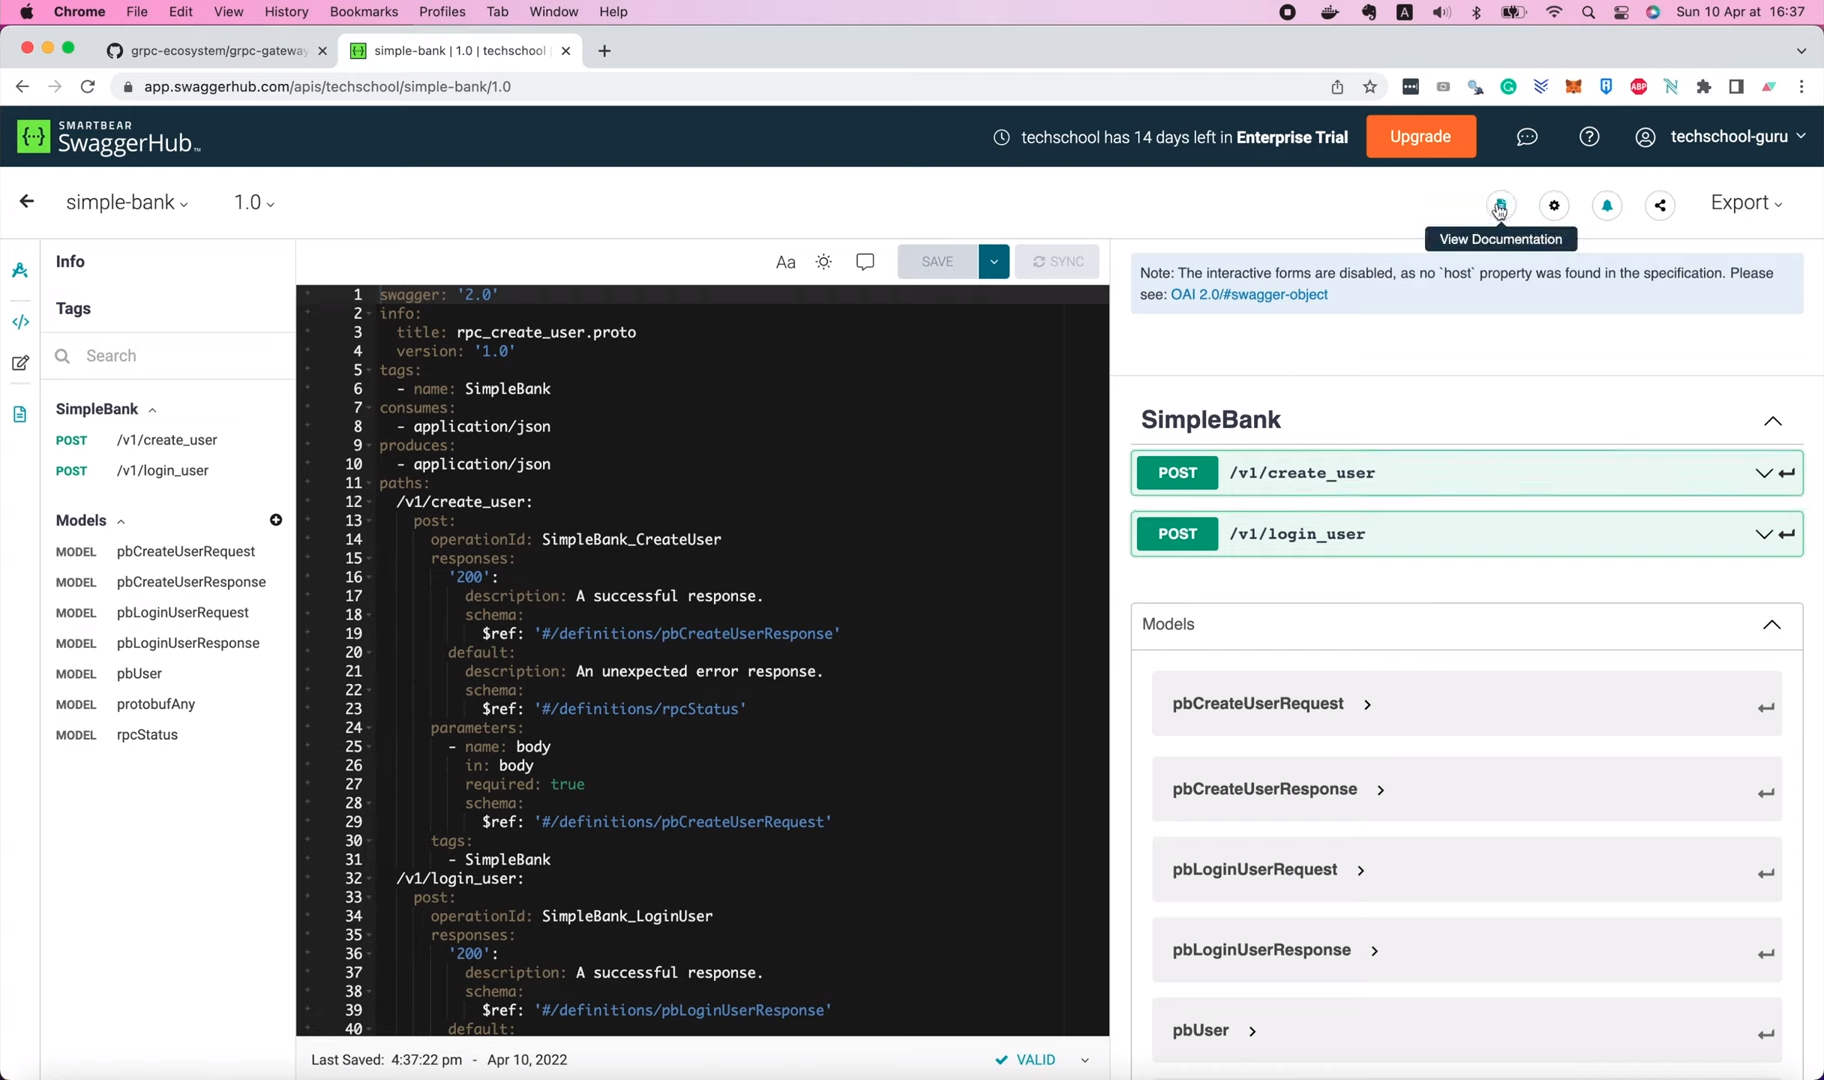 Chrome File Edit View History Bookmarks Profiles Tab Window Help A Sun 10 Apr at 16:37
grpc-ecosystem/grpc-gateway simple-bank | 1.0 | techschool
app.swaggerhub.com/apis/techschool/simple-bank/1.0 ABP
SMARTBEAR
SwaggerHub™
techschool has 14 days left in Enterprise Trial Upgrade techschool-guru
simple-bank 1.0 Export
View Documentation
Info
Tags
Search
SimpleBank
POST /v1/create_user
POST /v1/login_user
Models
MODEL pbCreateUserRequest
MODEL pbCreateUserResponse
MODEL pbLoginUserRequest
MODEL pbLoginUserResponse
MODEL pbUser
MODEL protobufAny
MODEL rpcStatus
Aa SAVE SYNC
1 swagger: '2.0'
2 info:
3 title: rpc_create_user.proto
4 version: '1.0'
5 tags:
6 - name: SimpleBank
7 consumes:
8 - application/json
9 produces:
10 - application/json
11 paths:
12 /v1/create_user:
13 post:
14 operationId: SimpleBank_CreateUser
15 responses:
16 '200':
17 description: A successful response.
18 schema:
19 $ref: '#/definitions/pbCreateUserResponse'
20 default:
21 description: An unexpected error response.
22 schema:
23 $ref: '#/definitions/rpcStatus'
24 parameters:
25 - name: body
26 in: body
27 required: true
28 schema:
29 $ref: '#/definitions/pbCreateUserRequest'
30 tags:
31 - SimpleBank
32 /v1/login_user:
33 post:
34 operationId: SimpleBank_LoginUser
35 responses:
36 '200':
37 description: A successful response.
38 schema:
39 $ref: '#/definitions/pbLoginUserResponse'
40 default:
Last Saved: 4:37:22 pm - Apr 10, 2022 VALID
Note: The interactive forms are disabled, as no `host` property was found in the specification. Please
see: OAI 2.0/#swagger-object
SimpleBank
POST /v1/create_user
POST /v1/login_user
Models
pbCreateUserRequest
pbCreateUserResponse
pbLoginUserRequest
pbLoginUserResponse
pbUser